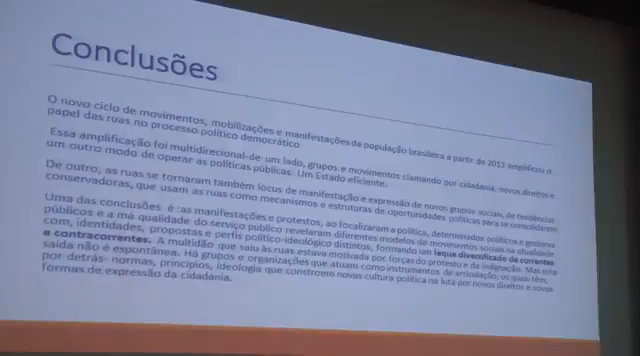 Conclusões
O novo ciclo de movimentos, mobilizações e manifestações da população brasileira a partir de 2013 amplificou o
papel das ruas no processo político democrático
Essa amplificação foi multidirecional-de um lado, grupos e movimentos clamando por cidadania, novos direitos e
um outro modo de operar as políticas públicas. Um Estado eficiente.
De outro, as ruas se tornaram também lócus de manifestação e expressão de novos grupos sociais, de tendências
conservadoras, que usam as ruas como mecanismos e estruturas de oportunidades políticas para se consolidarem
Uma das conclusões é :as manifestações e protestos, ao focalizaram a política, determinados políticos e gestores
públicos e a má qualidade do serviço público revelaram diferentes modelos de movimentos sociais na atualidade
com, identidades, propostas e perfis político-ideológico distintos, formando um leque diversificado de correntes
e contracorrentes. A multidão que saiu às ruas estava motivada por forças do protesto e da indignação. Mas esta
saída não é espontânea. Há grupos e organizações que atuam como instrumentos de articulação, os quais têm,
por detrás- normas, princípios, ideologia que constroem novas cultura política na luta por novos direitos e novas
formas de expressão da cidadania.